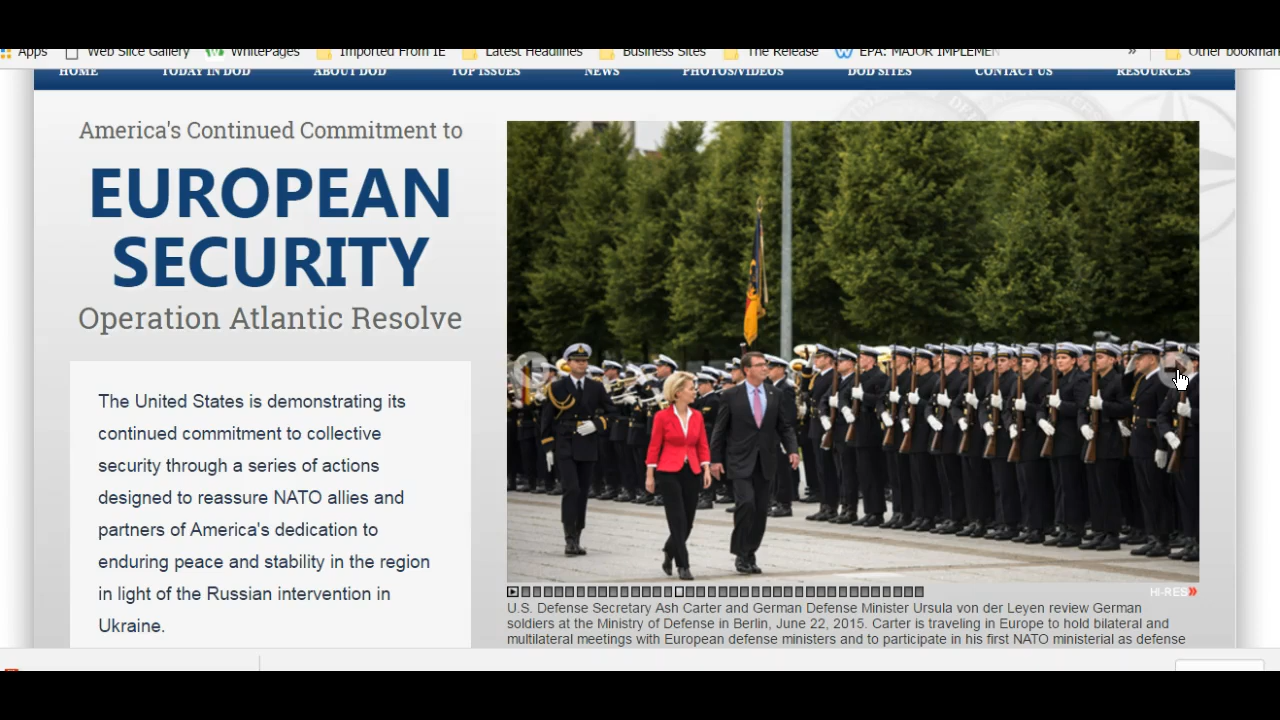 Apps Web Slice Gallery WhitePages Imported From IE Latest Headlines Business Sites The Release EPA: MAJOR IMPLEMEN » Other bookmar
HOME TODAY IN DOD ABOUT DOD TOP ISSUES NEWS PHOTOS/VIDEOS DOD SITES CONTACT US RESOURCES
America's Continued Commitment to
EUROPEAN
SECURITY
Operation Atlantic Resolve
The United States is demonstrating its
continued commitment to collective
security through a series of actions
designed to reassure NATO allies and
partners of America's dedication to
enduring peace and stability in the region
in light of the Russian intervention in
Ukraine.
HI-RES»
U.S. Defense Secretary Ash Carter and German Defense Minister Ursula von der Leyen review German
soldiers at the Ministry of Defense in Berlin, June 22, 2015. Carter is traveling in Europe to hold bilateral and
multilateral meetings with European defense ministers and to participate in his first NATO ministerial as defense